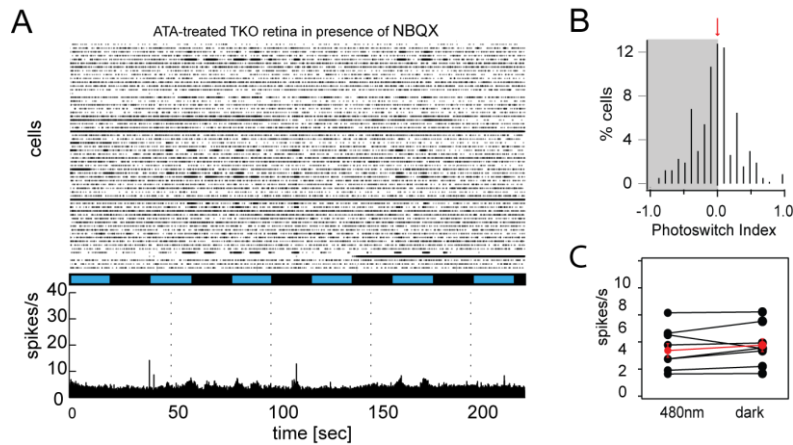 A
ATA-treated TKO retina in presence of NBQX
cells
spikes/s
40
30
20
10
0
0 50 100 150 200
time [sec]
B
% cells
12
8
4
0
-1.0 0.0 1.0
Photoswitch Index
C
spikes/s
12
8
6
4
2
0
480nm dark